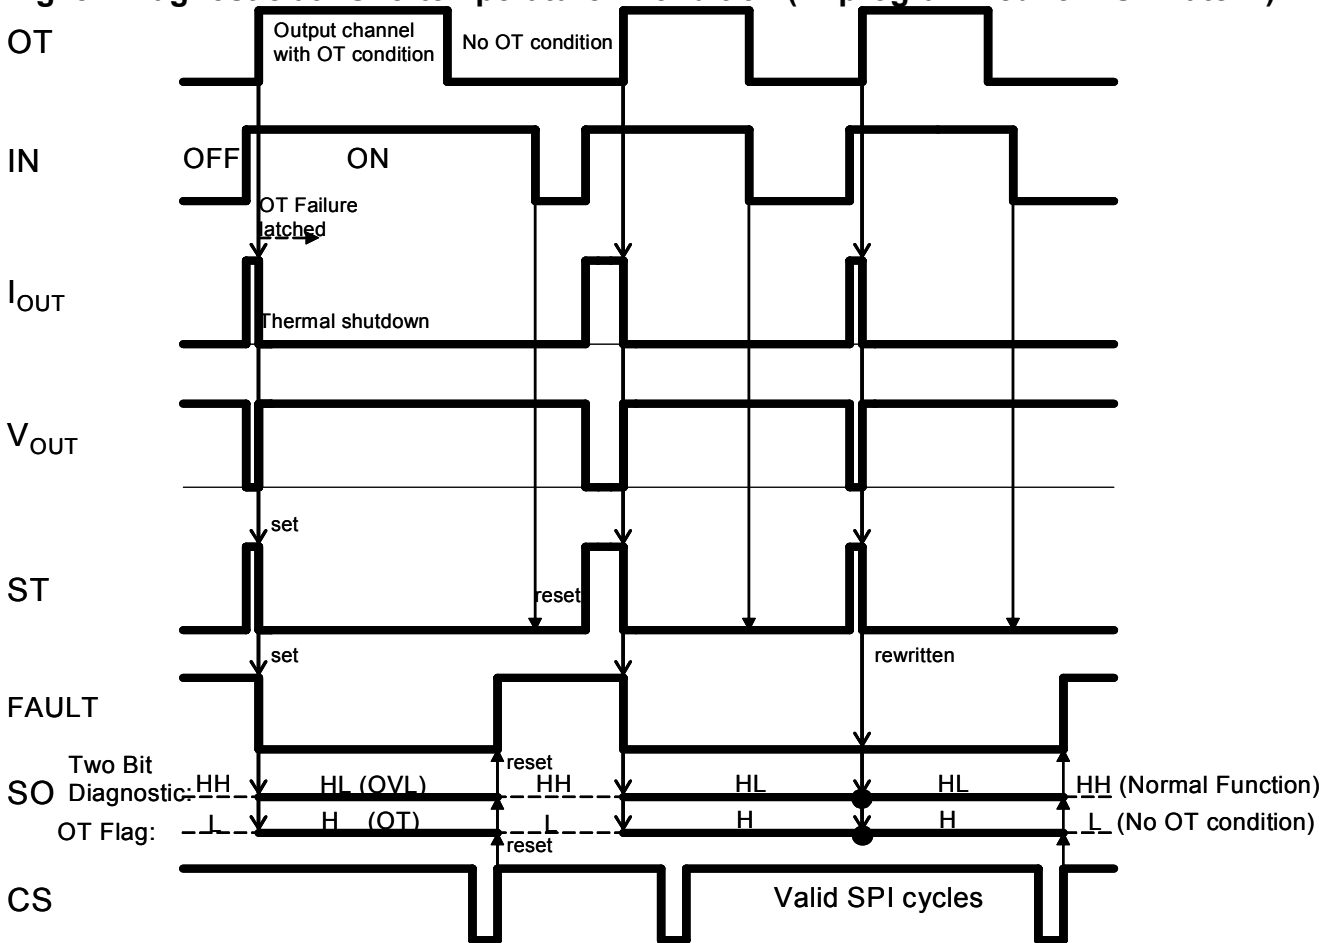 OT
Output channel
with OT condition
No OT condition
IN
OFF
ON
OT Failure
latched
IOUT
Thermal shutdown
VOUT
set
ST
reset
set
rewritten
FAULT
reset
SO
Two Bit
Diagnostic:
HH
HL (OVL)
HH
HL
HL
HH (Normal Function)
OT Flag:
L
H (OT)
L
H
H
L (No OT condition)
reset
CS
Valid SPI cycles